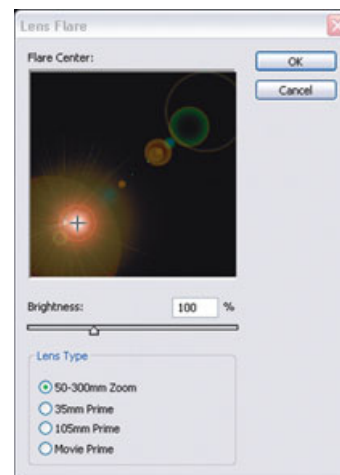 Lens Flare
Flare Center:
OK
Cancel
Brightness:
100 %
Lens Type
50-300mm Zoom
35mm Prime
105mm Prime
Movie Prime